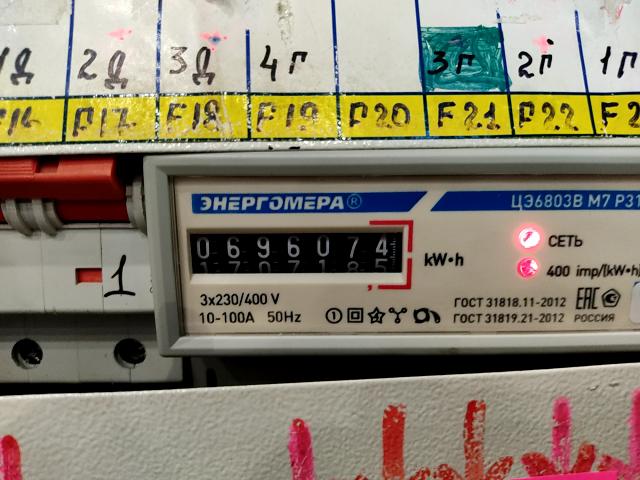 1Д 2Д 3Д 4Г 3Г 2Г 1Г
F16 F17 F18 F19 F20 F21 F22 F2
ЭНЕРГОМЕРА® ЦЭ6803В М7 Р31
0696074 kW•h
1707185
СЕТЬ
400 imp/(kW•h)
1
3x230/400 V
10-100A 50Hz
ГОСТ 31818.11-2012 ЕАС
ГОСТ 31819.21-2012 РОССИЯ